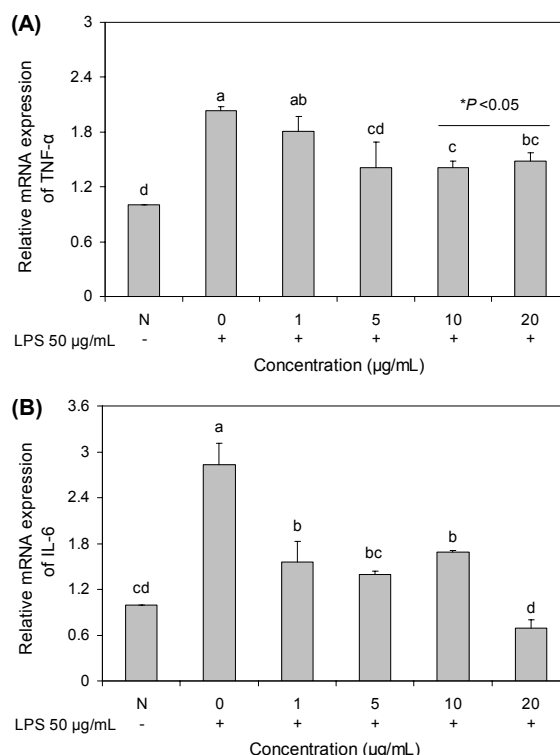 (A)
Relative mRNA expression
of TNF-α
3
2.4
1.8
1.2
0.6
0
d
a
ab
cd
c
bc
*P<0.05
N 0 1 5 10 20
LPS 50 µg/mL - + + + + +
Concentration (µg/mL)
(B)
Relative mRNA expression
of IL-6
3.6
3
2.4
1.8
1.2
0.6
0
cd
a
b
bc
b
d
N 0 1 5 10 20
LPS 50 µg/mL - + + + + +
Concentration (µg/mL)